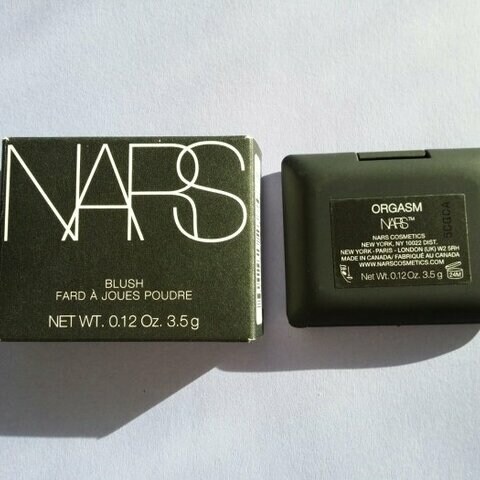 NARS
BLUSH
FARD À JOUES POUDRE
NET WT. 0.12 Oz. 3.5 g
ORGASM
NARS™
NARS COSMETICS
NEW YORK, NY 10022 DIST.
NEW YORK - PARIS - LONDON (UK) W2 5RH
MADE IN CANADA/ FABRIQUÉ AU CANADA
WWW.NARSCOSMETICS.COM
Net Wt. 0.12 Oz. 3.5 g
24M